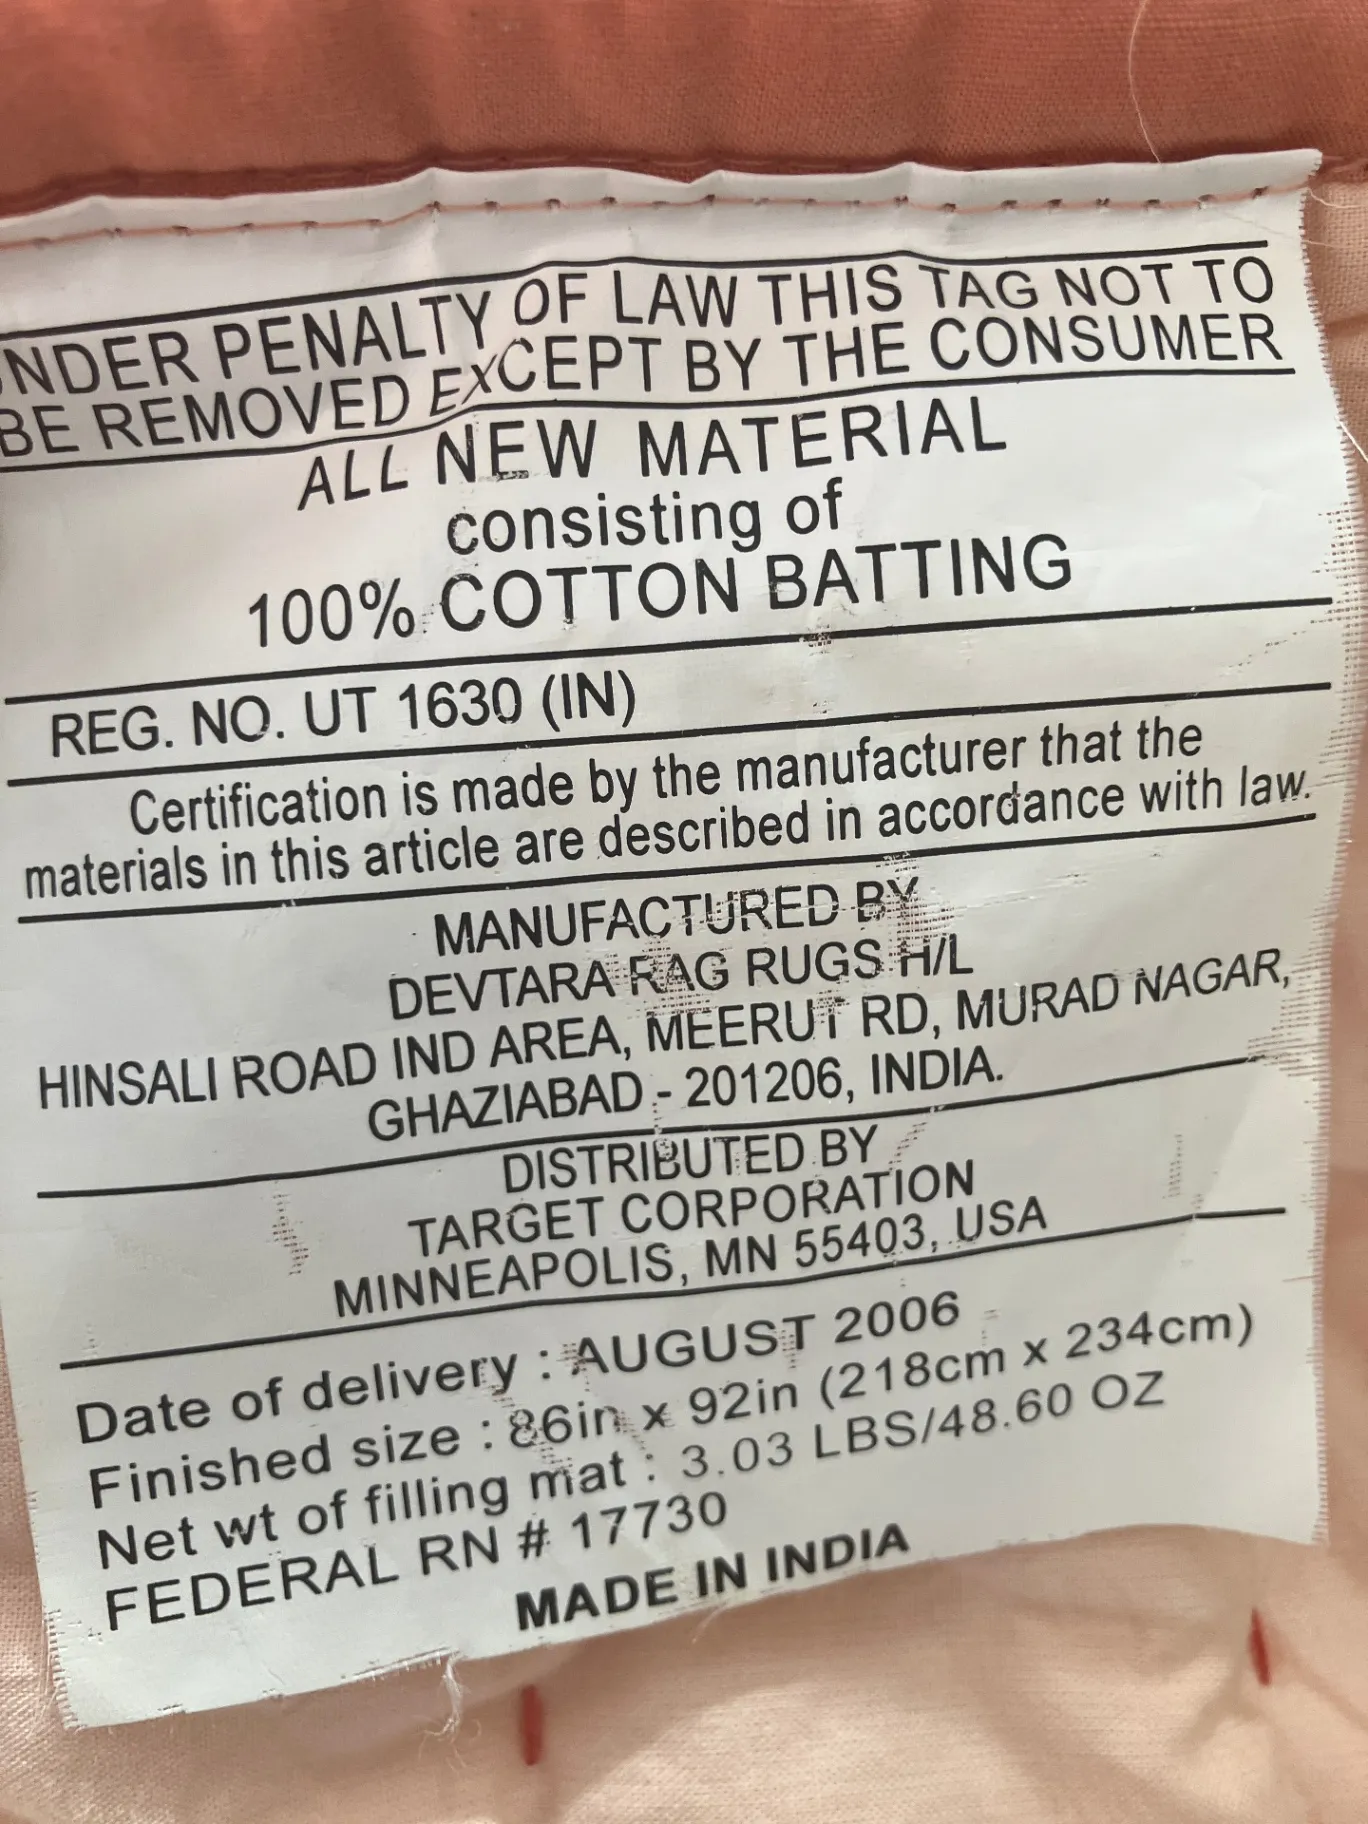 UNDER PENALTY OF LAW THIS TAG NOT TO
BE REMOVED EXCEPT BY THE CONSUMER
ALL NEW MATERIAL
consisting of
100% COTTON BATTING
REG. NO. UT 1630 (IN)
Certification is made by the manufacturer that the
materials in this article are described in accordance with law.
MANUFACTURED BY
DEVTARA RAG RUGS H/L
HINSALI ROAD IND AREA, MEERUT RD, MURAD NAGAR,
GHAZIABAD - 201206, INDIA.
DISTRIBUTED BY
TARGET CORPORATION
MINNEAPOLIS, MN 55403, USA
Date of delivery : AUGUST 2006
Finished size : 86in x 92in (218cm x 234cm)
Net wt of filling mat : 3.03 LBS/48.60 OZ
FEDERAL RN # 17730
MADE IN INDIA